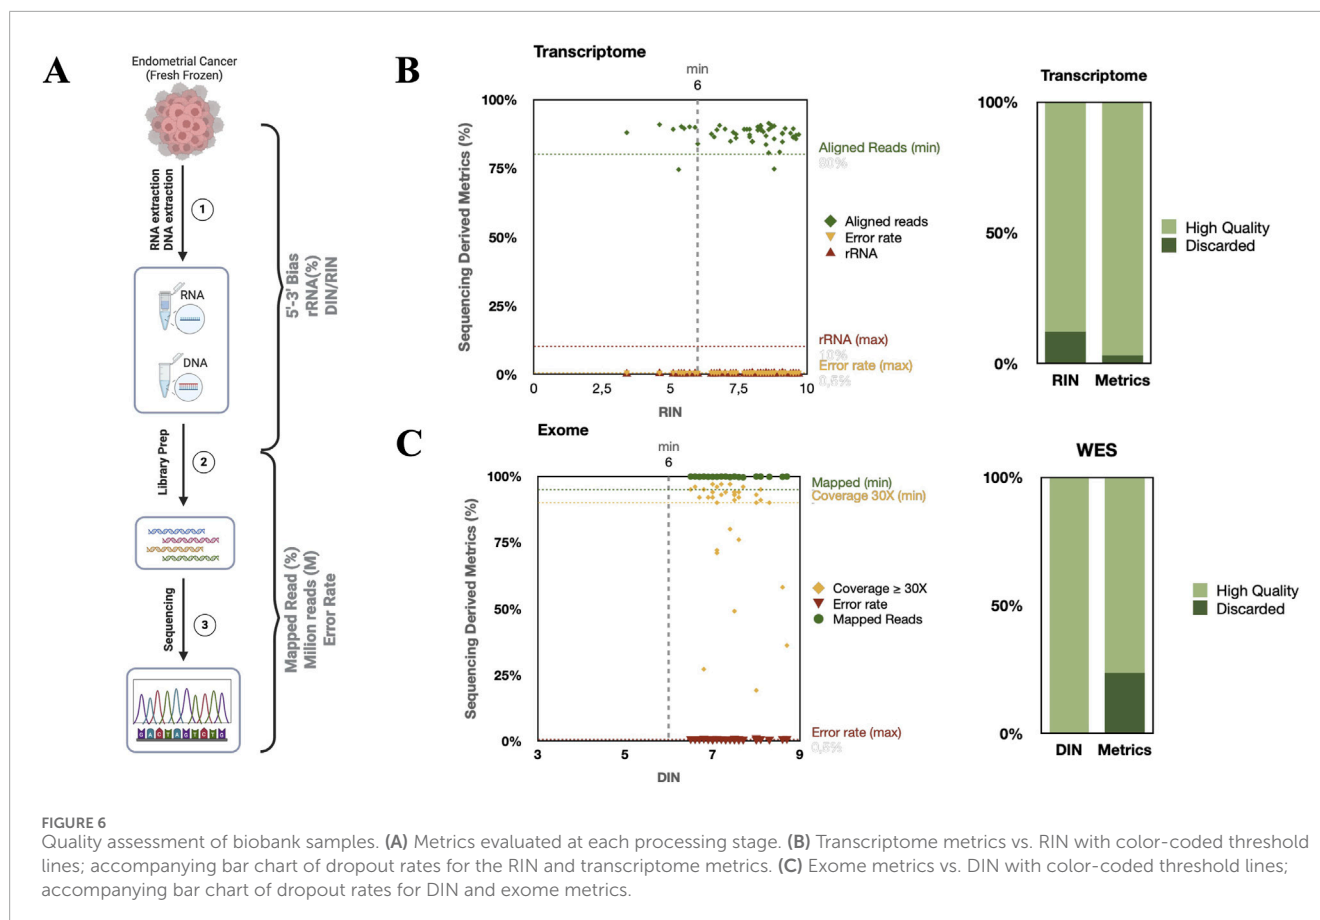 A
Endometrial Cancer
(Fresh Frozen)
RNA extraction
DNA extraction
1
RNA
DNA
5'-3' Bias
rRNA(%)
DIN/RIN
Library Prep
2
Sequencing
3
G A C T A G T C T G
Mapped Read (%)
Milion reads (M)
Error Rate
B
Transcriptome
min
6
100%
75%
50%
25%
0%
Sequencing Derived Metrics (%)
0
2,5
5
7,5
10
RIN
Aligned Reads (min)
Aligned reads
Error rate
rRNA
rRNA (max)
10%
Error rate (max)
Transcriptome
100%
50%
0%
RIN
Metrics
High Quality
Discarded
C
Exome
min
6
100%
75%
50%
25%
0%
Sequencing Derived Metrics (%)
3
5
7
9
DIN
Mapped (min)
Coverage 30X (min)
Coverage ≥ 30X
Error rate
Mapped Reads
Error rate (max)
WES
100%
50%
0%
DIN
Metrics
High Quality
Discarded
FIGURE 6
Quality assessment of biobank samples. (A) Metrics evaluated at each processing stage. (B) Transcriptome metrics vs. RIN with color-coded threshold
lines; accompanying bar chart of dropout rates for the RIN and transcriptome metrics. (C) Exome metrics vs. DIN with color-coded threshold lines;
accompanying bar chart of dropout rates for DIN and exome metrics.